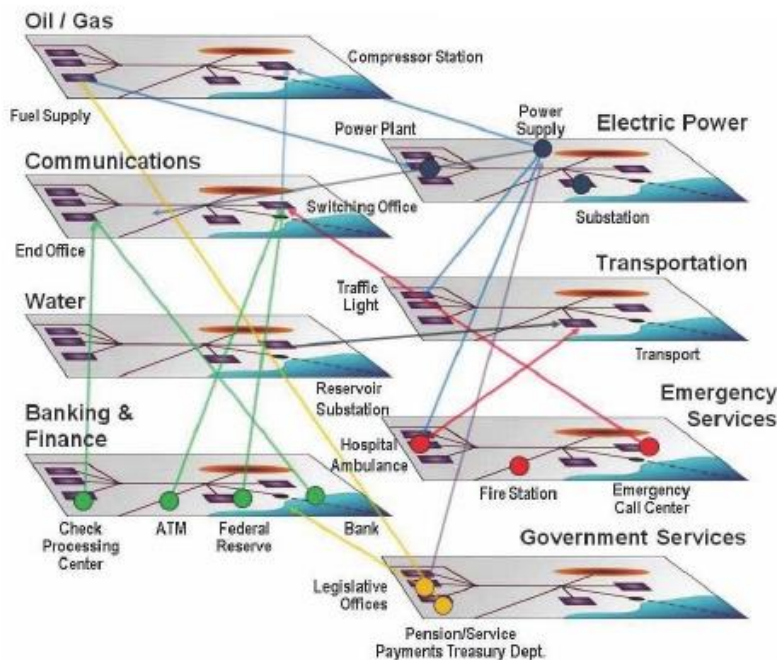 Oil / Gas
Compressor Station
Fuel Supply
Power Plant
Power
Supply
Electric Power
Substation
Communications
Switching Office
End Office
Transportation
Traffic
Light
Transport
Water
Reservoir
Substation
Emergency
Services
Hospital
Ambulance
Fire Station
Emergency
Call Center
Banking &
Finance
Check
Processing
Center
ATM
Federal
Reserve
Bank
Government Services
Legislative
Offices
Pension/Service
Payments Treasury Dept.